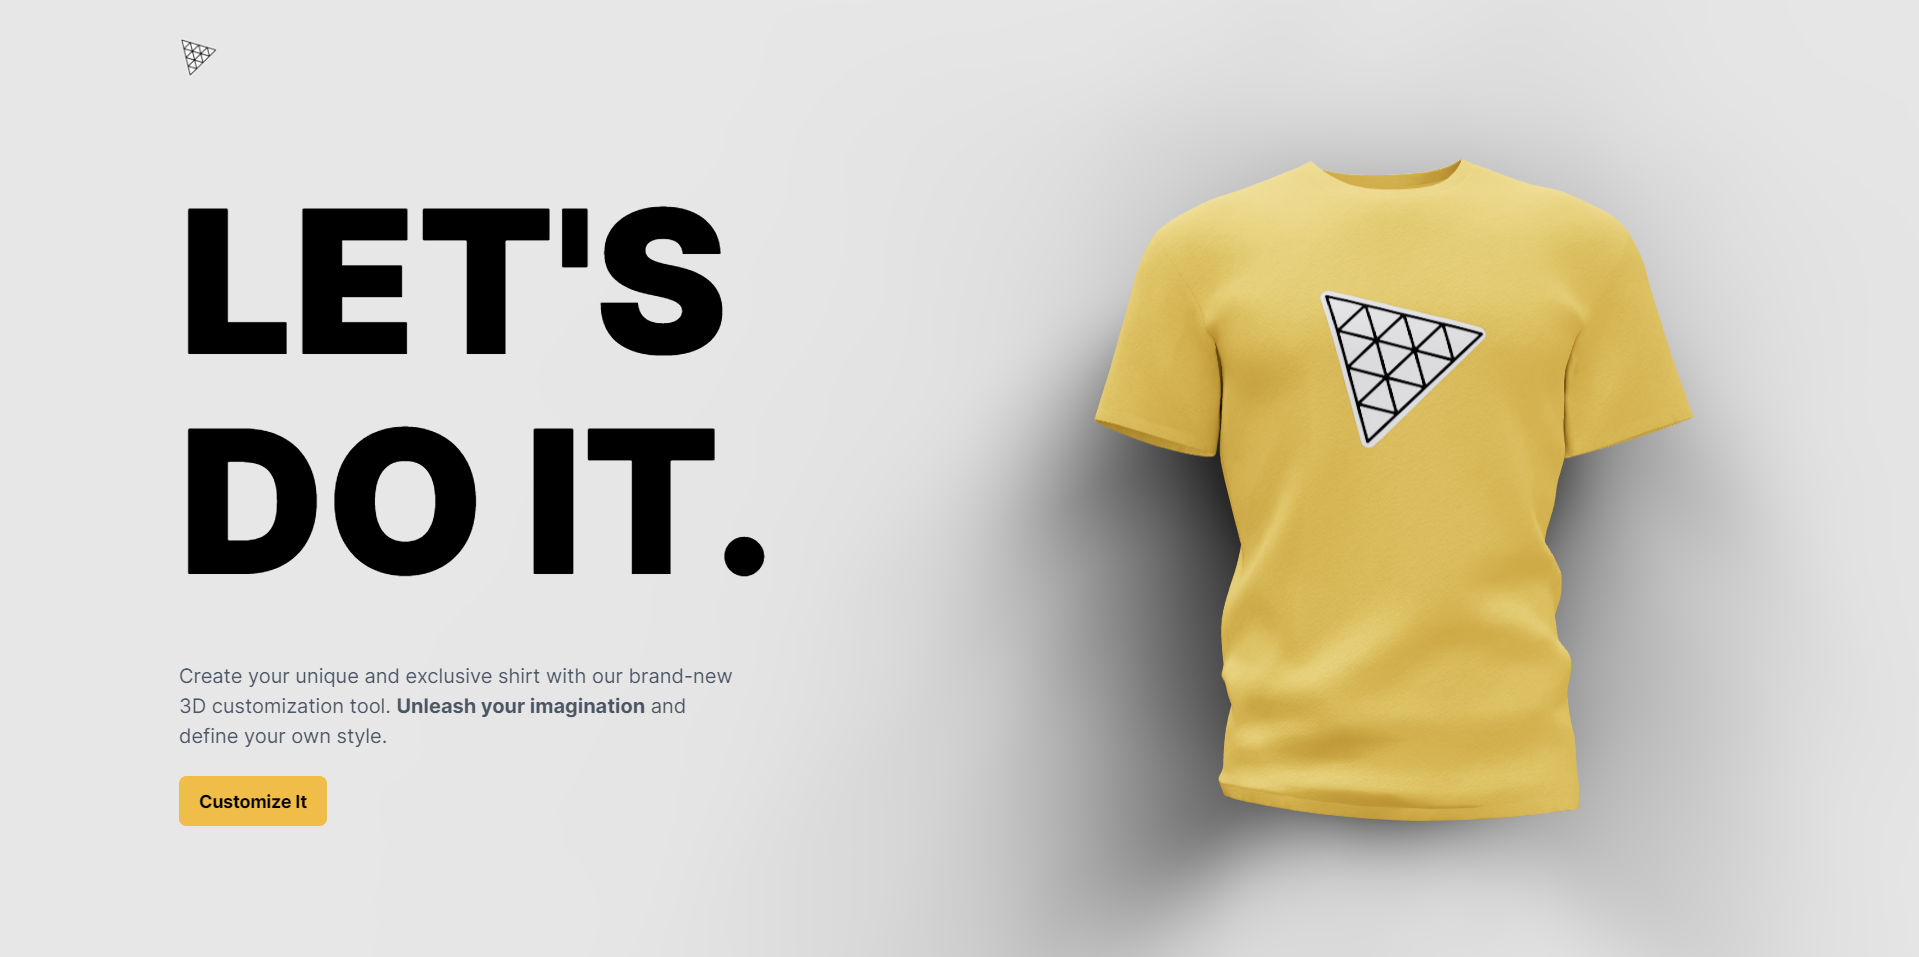 LET'S
DO IT.
Create your unique and exclusive shirt with our brand-new
3D customization tool. Unleash your imagination and
define your own style.
Customize It